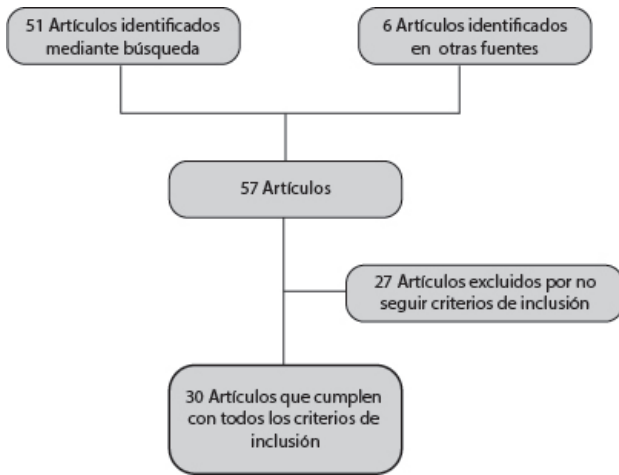 51 Artículos identificados
mediante búsqueda
6 Artículos identificados
en otras fuentes
57 Artículos
27 Artículos excluidos por no
seguir criterios de inclusión
30 Artículos que cumplen
con todos los criterios de
inclusión